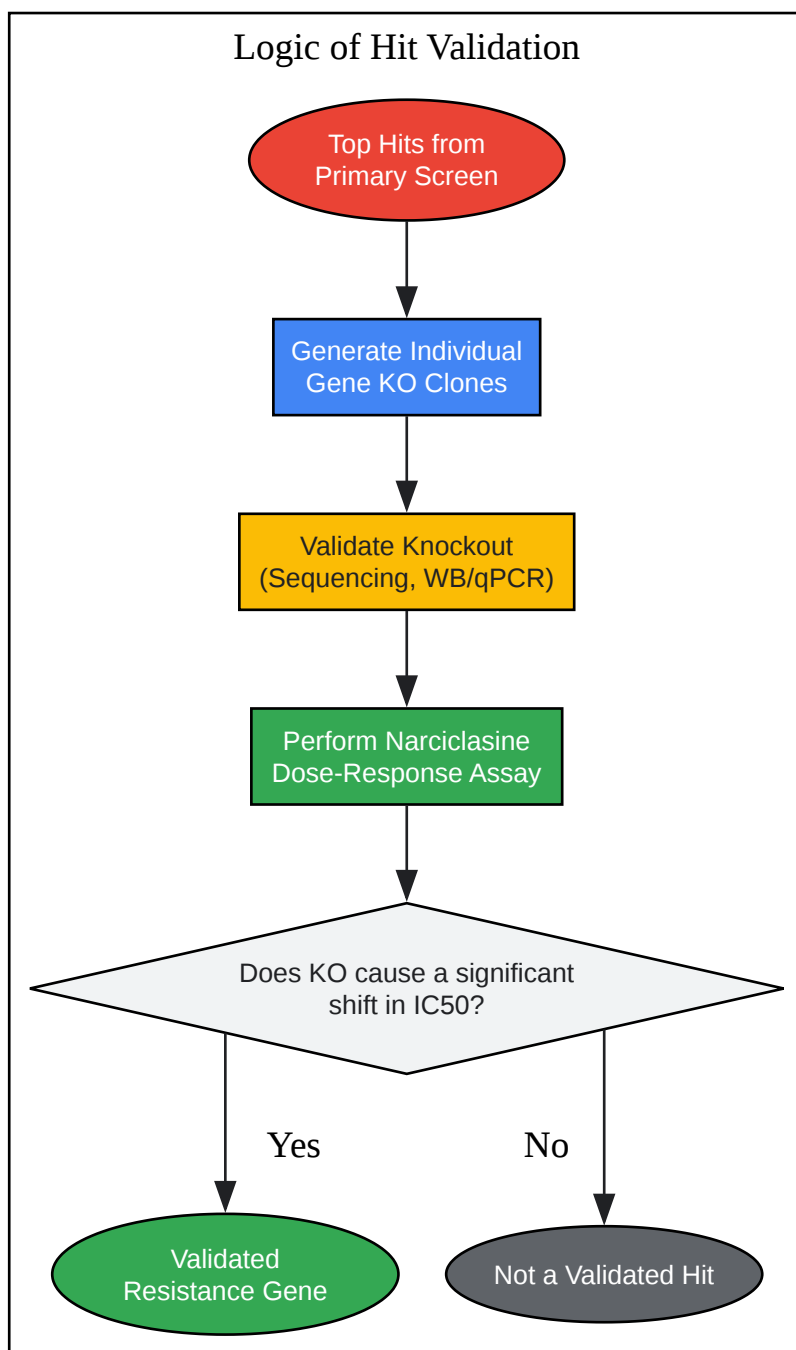 Logic of Hit Validation
Top Hits from
Primary Screen
Generate Individual
Gene KO Clones
Validate Knockout
(Sequencing, WB/qPCR)
Perform Narciclasine
Dose-Response Assay
Does KO cause a significant
shift in IC50?
Yes
No
Validated
Resistance Gene
Not a Validated Hit